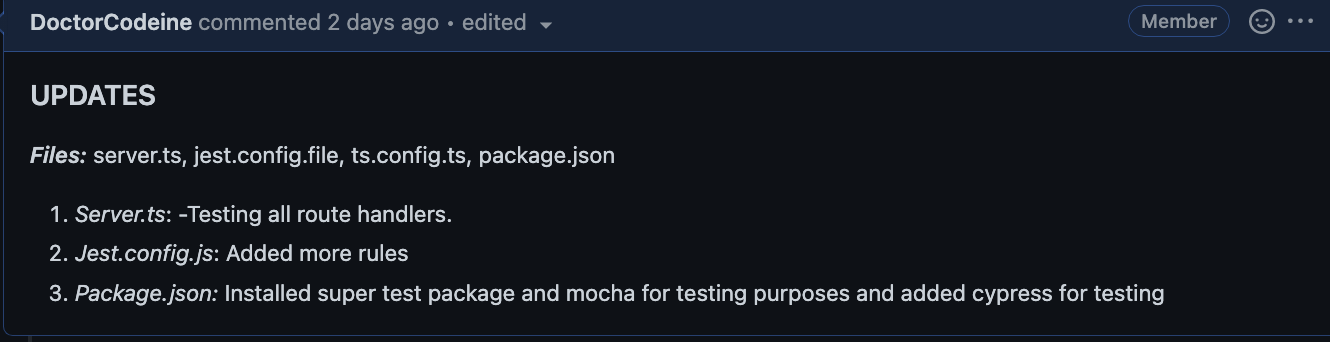 DoctorCodeine commented 2 days ago • edited Member
UPDATES
Files: server.ts, jest.config.file, ts.config.ts, package.json
1. Server.ts: -Testing all route handlers.
2. Jest.config.js: Added more rules
3. Package.json: Installed super test package and mocha for testing purposes and added cypress for testing